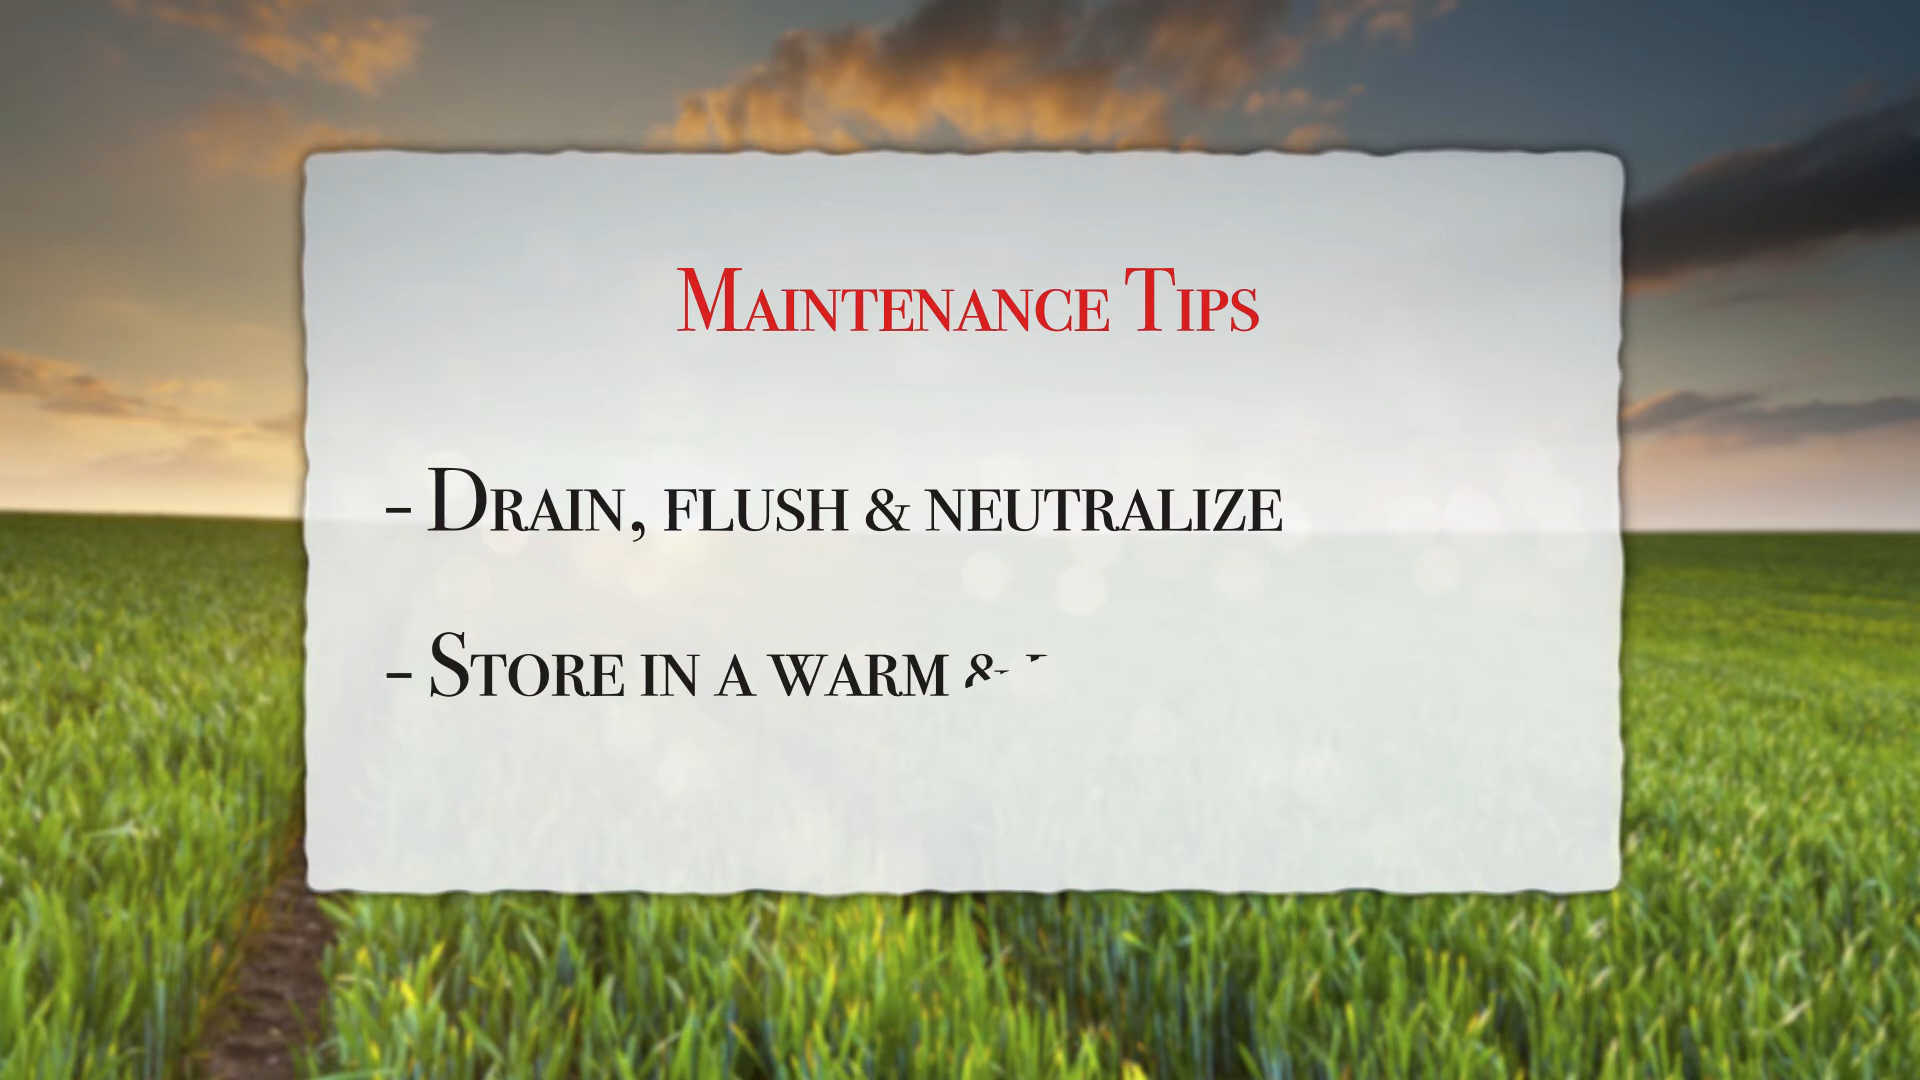 Maintenance Tips
- Drain, flush & neutralize
- Store in a warm &